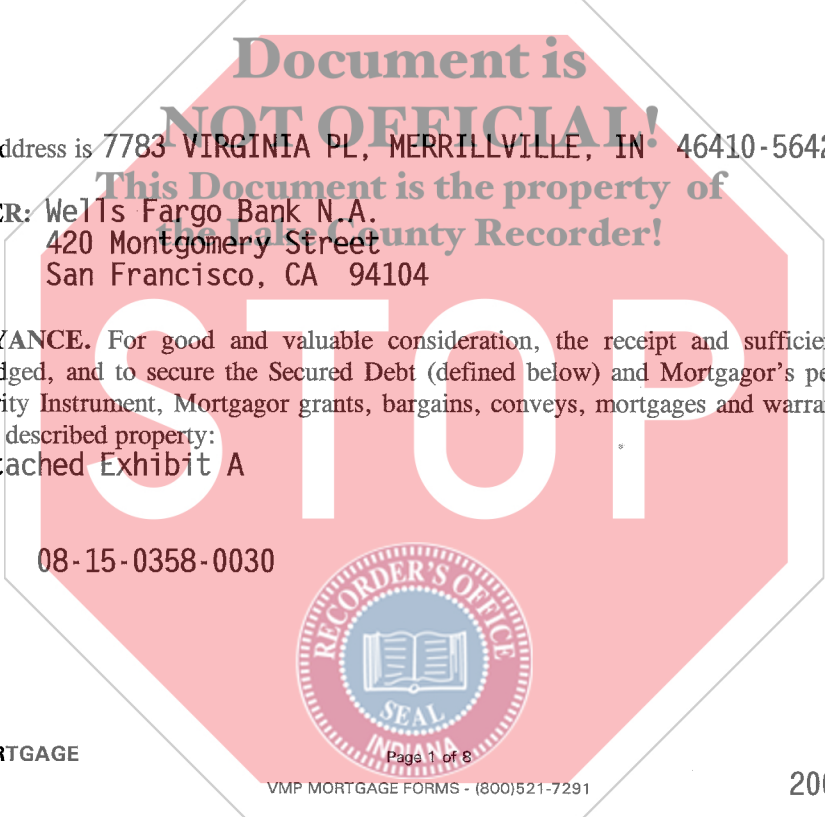 Document is
NOT OFFICIAL!
ddress is 7783 VIRGINIA PL, MERRILLVILLE, IN 46410-5642
This Document is the property of
ER: Wells Fargo Bank N.A.
the Lake County Recorder!
420 Montgomery Street
San Francisco, CA 94104
YANCE. For good and valuable consideration, the receipt and sufficie
dged, and to secure the Secured Debt (defined below) and Mortgagor's pe
ity Instrument, Mortgagor grants, bargains, conveys, mortgages and warra
described property:
tached Exhibit A
STOP
08-15-0358-0030
RECORDER'S OFFICE
SEAL
INDIANA
RTGAGE
Page 1 of 8
VMP MORTGAGE FORMS - (800)521-7291
200